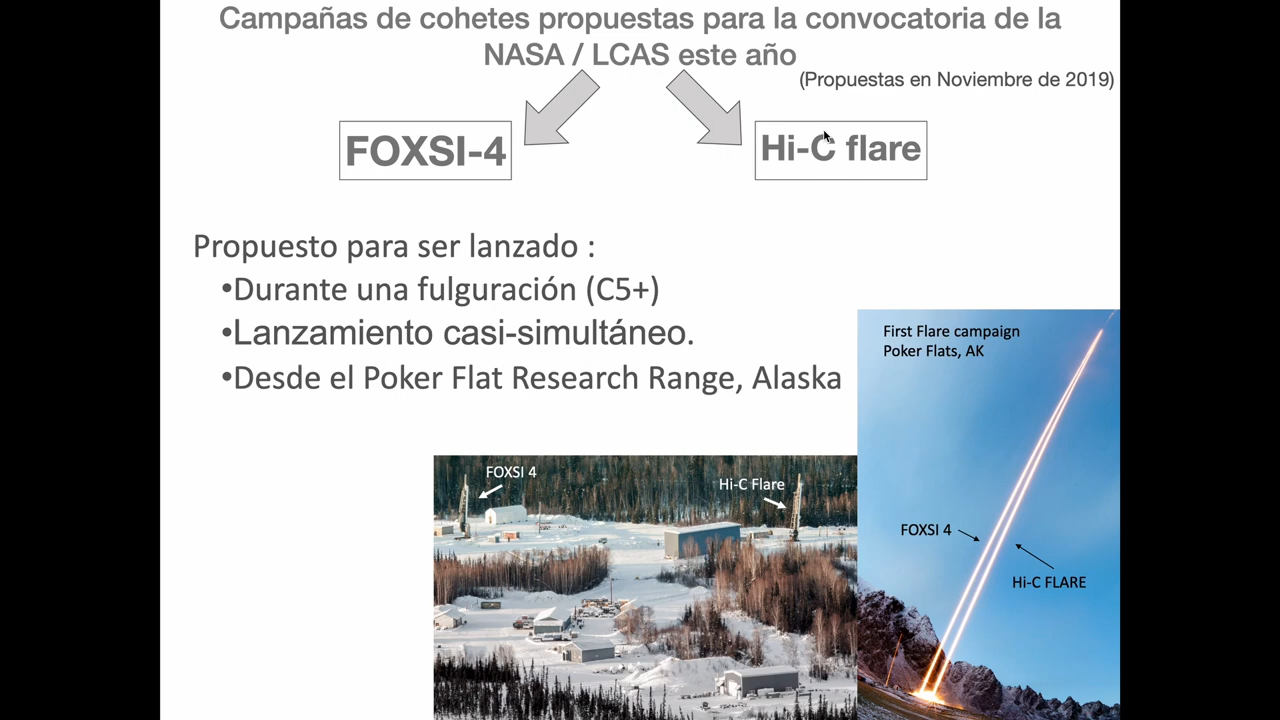 Campañas de cohetes propuestas para la convocatoria de la
NASA / LCAS este año
(Propuestas en Noviembre de 2019)
FOXSI-4
Hi-C flare
Propuesto para ser lanzado :
•Durante una fulguración (C5+)
•Lanzamiento casi-simultáneo.
•Desde el Poker Flat Research Range, Alaska
First Flare campaign
Poker Flats, AK
FOXSI 4
Hi-C Flare
FOXSI 4
Hi-C FLARE